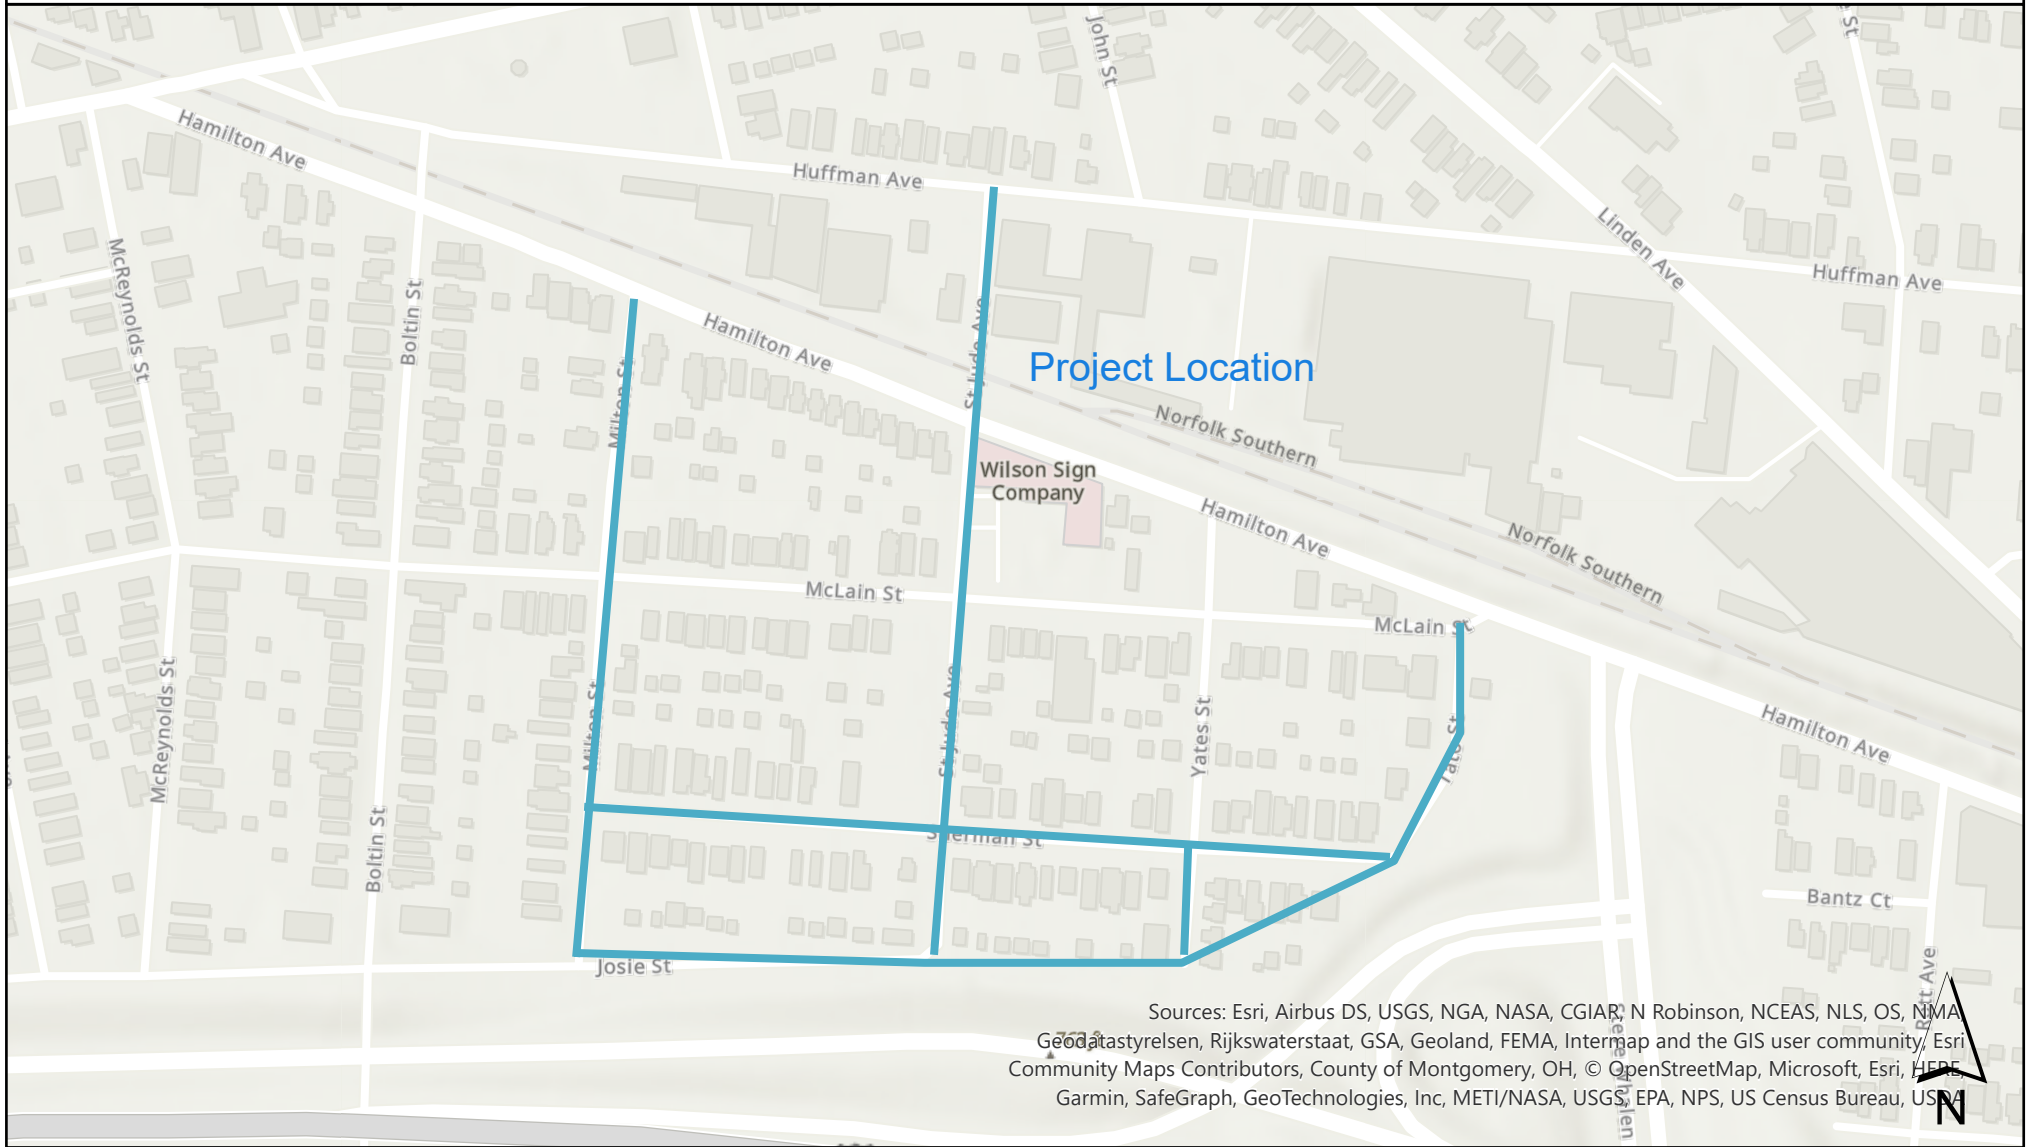 John St
Hamilton Ave
Huffman Ave
McReynolds St
Boltin St
Linden Ave
Huffman Ave
Milton St
Hamilton Ave
St Jude Ave
Project Location
Norfolk Southern
Wilson Sign
Company
Hamilton Ave
Norfolk Southern
McLain St
McLain St
McReynolds St
Milton St
St Jude Ave
Yates St
Hamilton Ave
Boltin St
Sherman St
Bantz Ct
Josie St
Ritt Ave
Sources: Esri, Airbus DS, USGS, NGA, NASA, CGIAR, N Robinson, NCEAS, NLS, OS, NMA,
Geodatastyrelsen, Rijkswaterstaat, GSA, Geoland, FEMA, Intermap and the GIS user community, Esri
Community Maps Contributors, County of Montgomery, OH, © OpenStreetMap, Microsoft, Esri, HERE,
Garmin, SafeGraph, GeoTechnologies, Inc, METI/NASA, USGS, EPA, NPS, US Census Bureau, USDA
Whalen
N